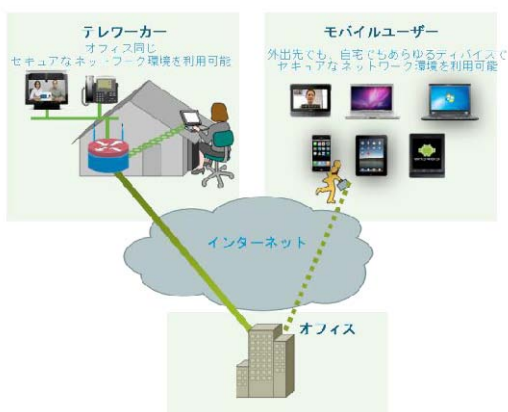 テレワーカー
オフィス同じ
セキュアなネットワーク環境を利用可能
モバイルユーザー
外出先でも、自宅でもあらゆるディバイスで
セキュアなネットワーク環境を利用可能
インターネット
オフィス